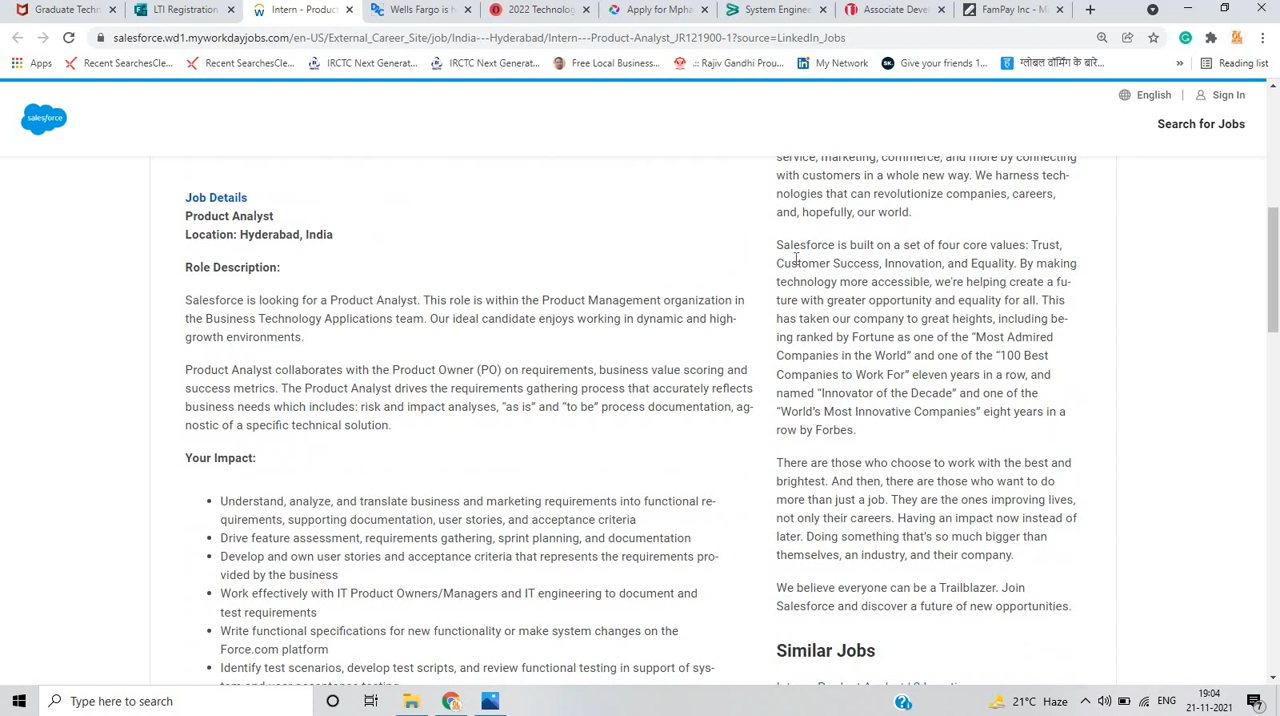 Graduate Techn
LTI Registration
Intern - Product
Wells Fargo is h
2022 Technolog
Apply for Mpha
System Enginee
Associate Devel
FamPay Inc - M
salesforce.wd1.myworkdayjobs.com/en-US/External_Career_Site/job/India---Hyderabad/Intern---Product-Analyst_JR121900-1?source=LinkedIn_Jobs
Apps
Recent SearchesCle...
Recent SearchesCle...
IRCTC Next Generat...
IRCTC Next Generat...
Free Local Business...
.:: Rajiv Gandhi Prou...
My Network
Give your friends 1...
ग्लोबल वॉर्मिंग के बारे...
»
Reading list
English
Sign In
salesforce
Search for Jobs
Job Details
Product Analyst
Location: Hyderabad, India
Role Description:
Salesforce is looking for a Product Analyst. This role is within the Product Management organization in
the Business Technology Applications team. Our ideal candidate enjoys working in dynamic and high-
growth environments.
Product Analyst collaborates with the Product Owner (PO) on requirements, business value scoring and
success metrics. The Product Analyst drives the requirements gathering process that accurately reflects
business needs which includes: risk and impact analyses, “as is” and “to be” process documentation, ag-
nostic of a specific technical solution.
Your Impact:
Understand, analyze, and translate business and marketing requirements into functional re-
quirements, supporting documentation, user stories, and acceptance criteria
Drive feature assessment, requirements gathering, sprint planning, and documentation
Develop and own user stories and acceptance criteria that represents the requirements pro-
vided by the business
Work effectively with IT Product Owners/Managers and IT engineering to document and
test requirements
Write functional specifications for new functionality or make system changes on the
Force.com platform
Identify test scenarios, develop test scripts, and review functional testing in support of sys-
tem and user acceptance testing
service, marketing, commerce, and more by connecting
with customers in a whole new way. We harness tech-
nologies that can revolutionize companies, careers,
and, hopefully, our world.
Salesforce is built on a set of four core values: Trust,
Customer Success, Innovation, and Equality. By making
technology more accessible, we're helping create a fu-
ture with greater opportunity and equality for all. This
has taken our company to great heights, including be-
ing ranked by Fortune as one of the “Most Admired
Companies in the World” and one of the “100 Best
Companies to Work For” eleven years in a row, and
named “Innovator of the Decade” and one of the
“World’s Most Innovative Companies” eight years in a
row by Forbes.
There are those who choose to work with the best and
brightest. And then, there are those who want to do
more than just a job. They are the ones improving lives,
not only their careers. Having an impact now instead of
later. Doing something that’s so much bigger than
themselves, an industry, and their company.
We believe everyone can be a Trailblazer. Join
Salesforce and discover a future of new opportunities.
Similar Jobs
Type here to search
21°C Haze
ENG
19:04
21-11-2021